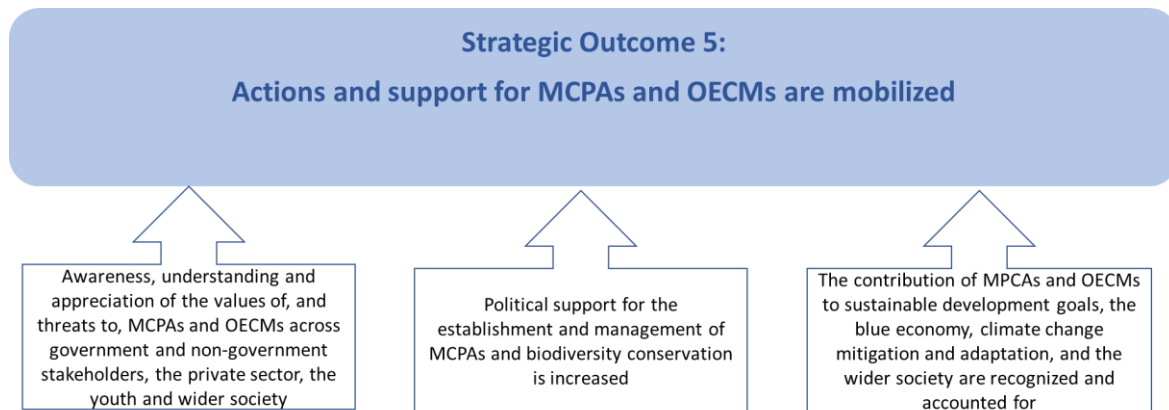 Strategic Outcome 5:
Actions and support for MCPAs and OECMs are mobilized
Awareness, understanding and
appreciation of the values of, and
threats to, MCPAs and OECMs across
government and non-government
stakeholders, the private sector, the
youth and wider society
Political support for the
establishment and management of
MCPAs and biodiversity conservation
is increased
The contribution of MPCAs and OECMs
to sustainable development goals, the
blue economy, climate change
mitigation and adaptation, and the
wider society are recognized and
accounted for